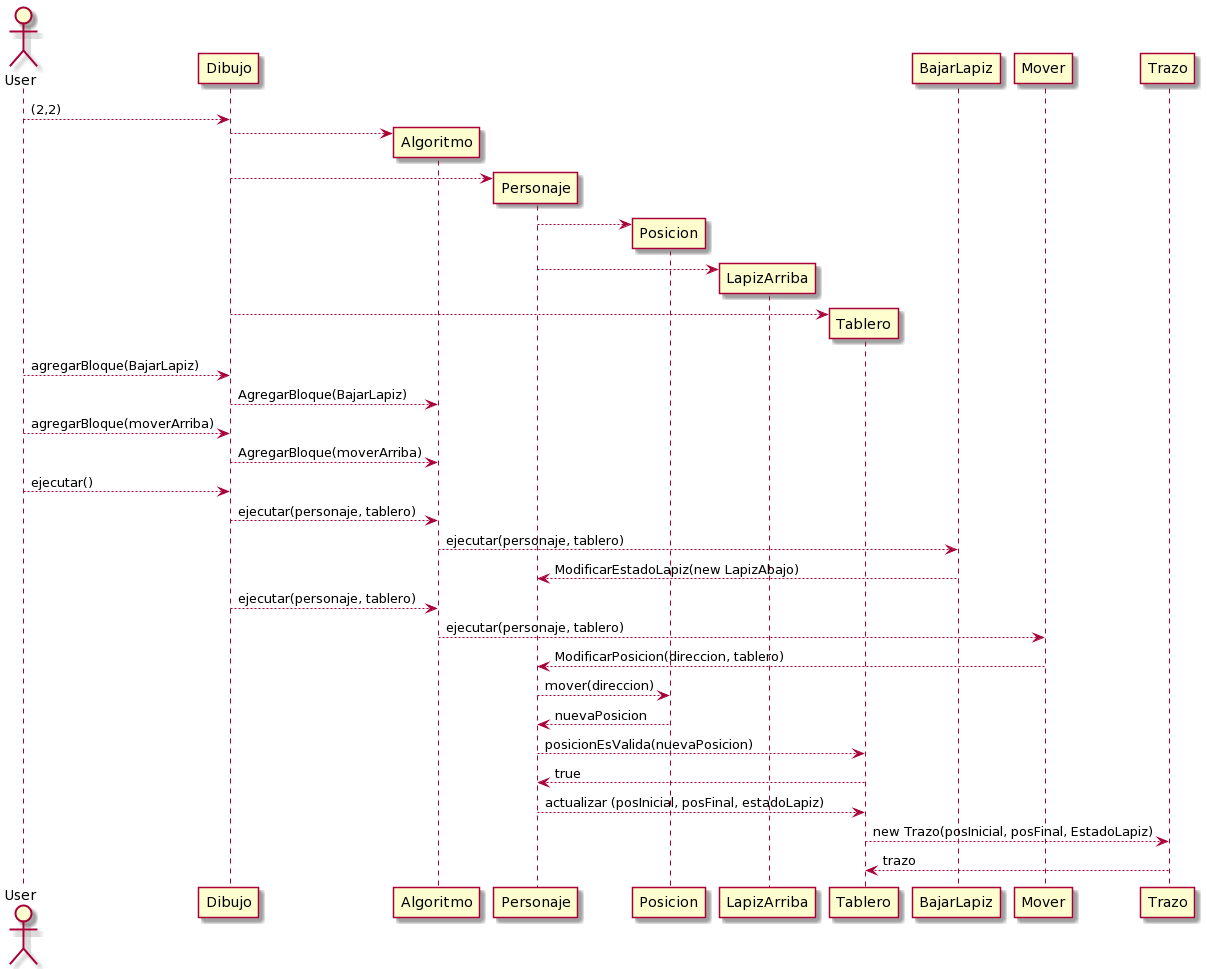 User
Dibujo
BajarLapiz
Mover
Trazo
(2,2)
Algoritmo
Personaje
Posicion
LapizArriba
Tablero
agregarBloque(BajarLapiz)
AgregarBloque(BajarLapiz)
agregarBloque(moverArriba)
AgregarBloque(moverArriba)
ejecutar()
ejecutar(personaje, tablero)
ejecutar(personaje, tablero)
ModificarEstadoLapiz(new LapizAbajo)
ejecutar(personaje, tablero)
ejecutar(personaje, tablero)
ModificarPosicion(direccion, tablero)
mover(direccion)
nuevaPosicion
posicionEsValida(nuevaPosicion)
true
actualizar (posInicial, posFinal, estadoLapiz)
new Trazo(posInicial, posFinal, EstadoLapiz)
trazo
User
Dibujo
Algoritmo
Personaje
Posicion
LapizArriba
Tablero
BajarLapiz
Mover
Trazo